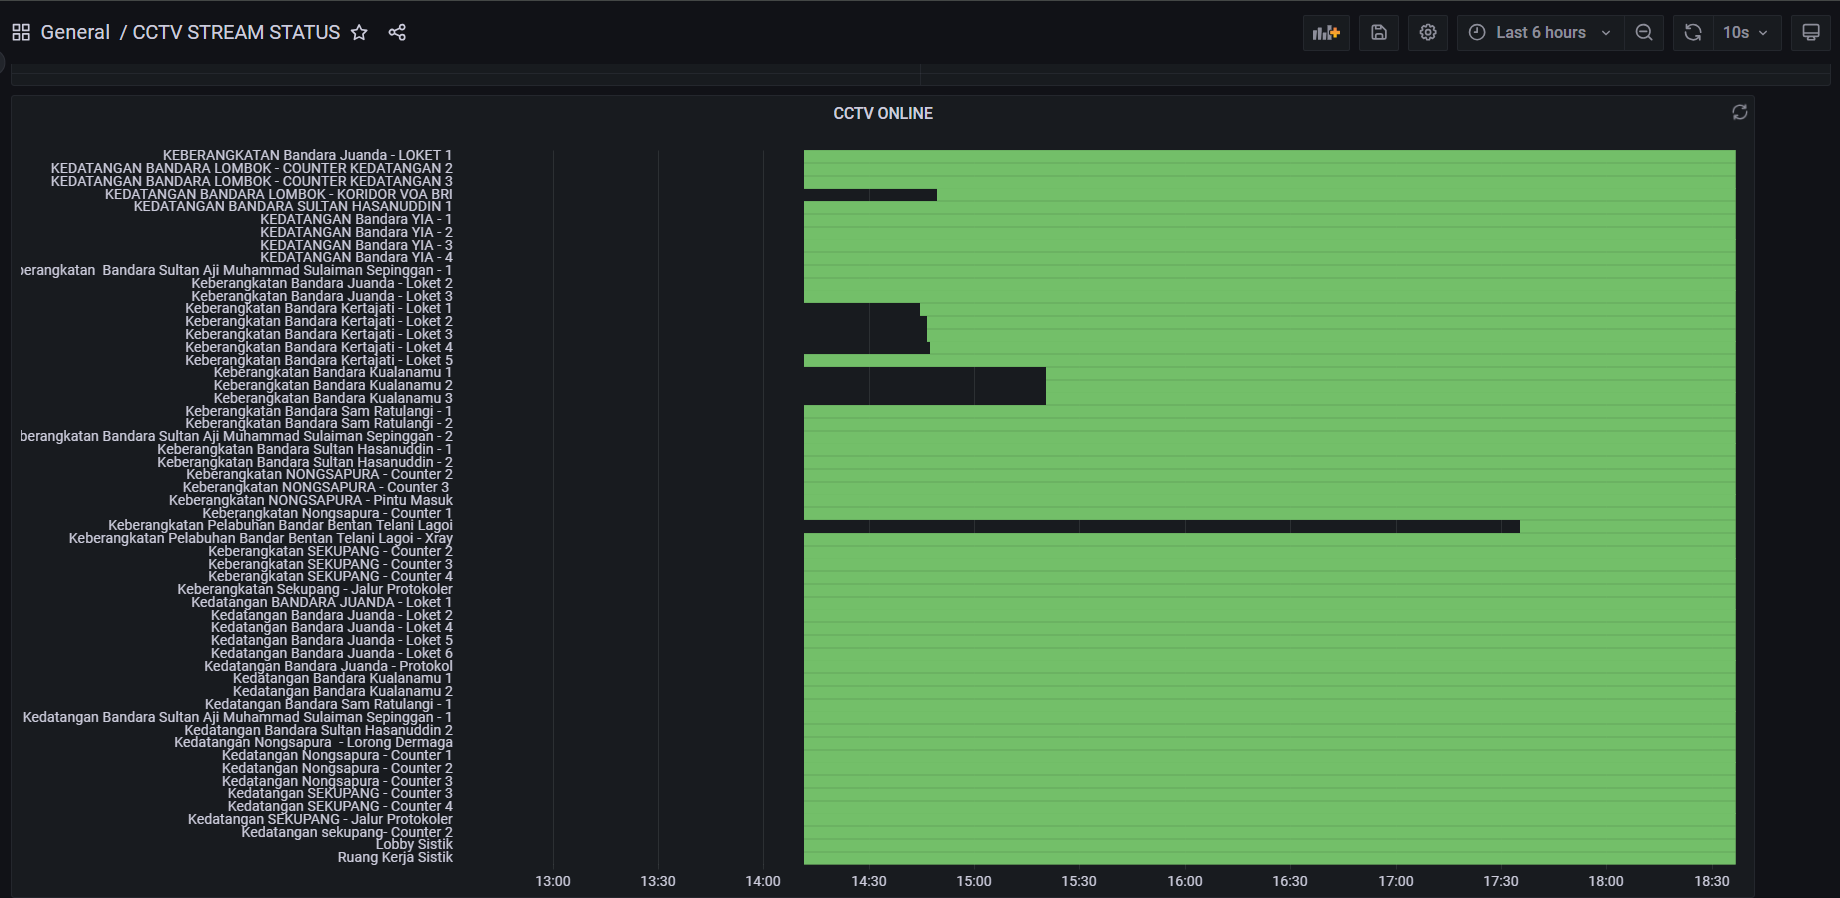 General / CCTV STREAM STATUS
Last 6 hours
10s
CCTV ONLINE
KEBERANGKATAN Bandara Juanda - LOKET 1
KEDATANGAN BANDARA LOMBOK - COUNTER KEDATANGAN 2
KEDATANGAN BANDARA LOMBOK - COUNTER KEDATANGAN 3
KEDATANGAN BANDARA LOMBOK - KORIDOR VOA BRI
KEDATANGAN BANDARA SULTAN HASANUDDIN 1
KEDATANGAN Bandara YIA - 1
KEDATANGAN Bandara YIA - 2
KEDATANGAN Bandara YIA - 3
KEDATANGAN Bandara YIA - 4
berangkatan  Bandara Sultan Aji Muhammad Sulaiman Sepinggan - 1
Keberangkatan Bandara Juanda - Loket 2
Keberangkatan Bandara Juanda - Loket 3
Keberangkatan Bandara Kertajati - Loket 1
Keberangkatan Bandara Kertajati - Loket 2
Keberangkatan Bandara Kertajati - Loket 3
Keberangkatan Bandara Kertajati - Loket 4
Keberangkatan Bandara Kertajati - Loket 5
Keberangkatan Bandara Kualanamu 1
Keberangkatan Bandara Kualanamu 2
Keberangkatan Bandara Kualanamu 3
Keberangkatan Bandara Sam Ratulangi - 1
Keberangkatan Bandara Sam Ratulangi - 2
berangkatan Bandara Sultan Aji Muhammad Sulaiman Sepinggan - 2
Keberangkatan Bandara Sultan Hasanuddin - 1
Keberangkatan Bandara Sultan Hasanuddin - 2
Keberangkatan NONGSAPURA - Counter 2
Keberangkatan NONGSAPURA - Counter 3
Keberangkatan NONGSAPURA - Pintu Masuk
Keberangkatan Nongsapura - Counter 1
Keberangkatan Pelabuhan Bandar Bentan Telani Lagoi
Keberangkatan Pelabuhan Bandar Bentan Telani Lagoi - Xray
Keberangkatan SEKUPANG - Counter 2
Keberangkatan SEKUPANG - Counter 3
Keberangkatan SEKUPANG - Counter 4
Keberangkatan Sekupang - Jalur Protokoler
Kedatangan BANDARA JUANDA - Loket 1
Kedatangan Bandara Juanda - Loket 2
Kedatangan Bandara Juanda - Loket 4
Kedatangan Bandara Juanda - Loket 5
Kedatangan Bandara Juanda - Loket 6
Kedatangan Bandara Juanda - Protokol
Kedatangan Bandara Kualanamu 1
Kedatangan Bandara Kualanamu 2
Kedatangan Bandara Sam Ratulangi - 1
Kedatangan Bandara Sultan Aji Muhammad Sulaiman Sepinggan - 1
Kedatangan Bandara Sultan Hasanuddin 2
Kedatangan Nongsapura  - Lorong Dermaga
Kedatangan Nongsapura - Counter 1
Kedatangan Nongsapura - Counter 2
Kedatangan Nongsapura - Counter 3
Kedatangan SEKUPANG - Counter 3
Kedatangan SEKUPANG - Counter 4
Kedatangan SEKUPANG - Jalur Protokoler
Kedatangan sekupang- Counter 2
Lobby Sistik
Ruang Kerja Sistik
13:00 13:30 14:00 14:30 15:00 15:30 16:00 16:30 17:00 17:30 18:00 18:30